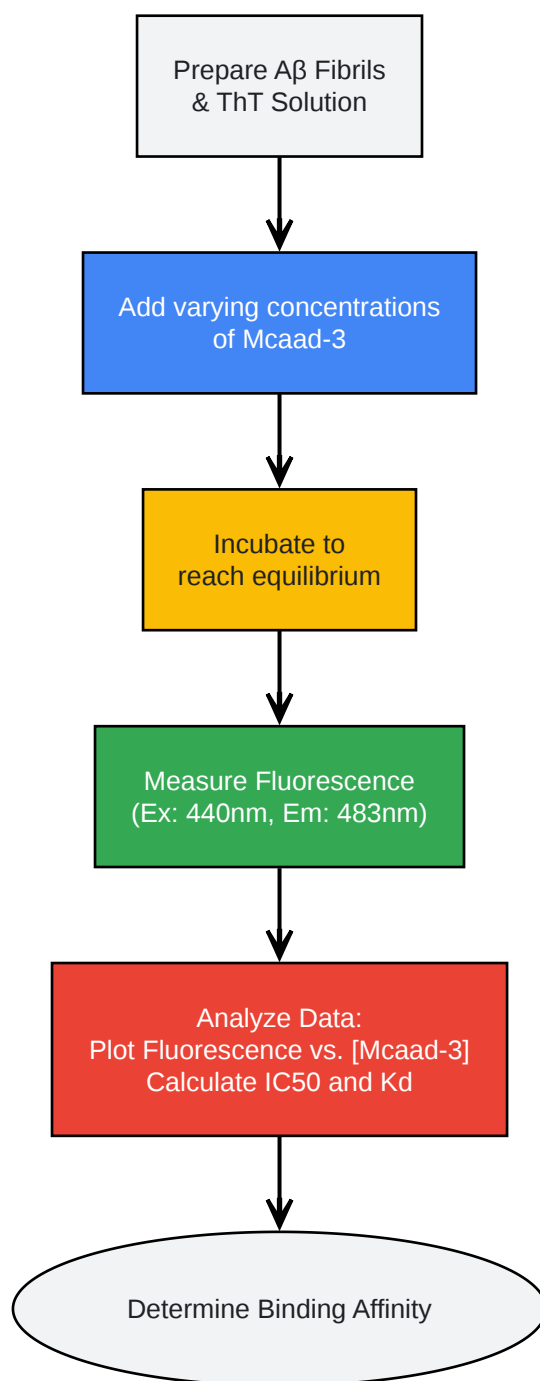 Prepare Aβ Fibrils
& ThT Solution
Add varying concentrations
of Mcaad-3
Incubate to
reach equilibrium
Measure Fluorescence
(Ex: 440nm, Em: 483nm)
Analyze Data:
Plot Fluorescence vs. [Mcaad-3]
Calculate IC50 and Kd
Determine Binding Affinity